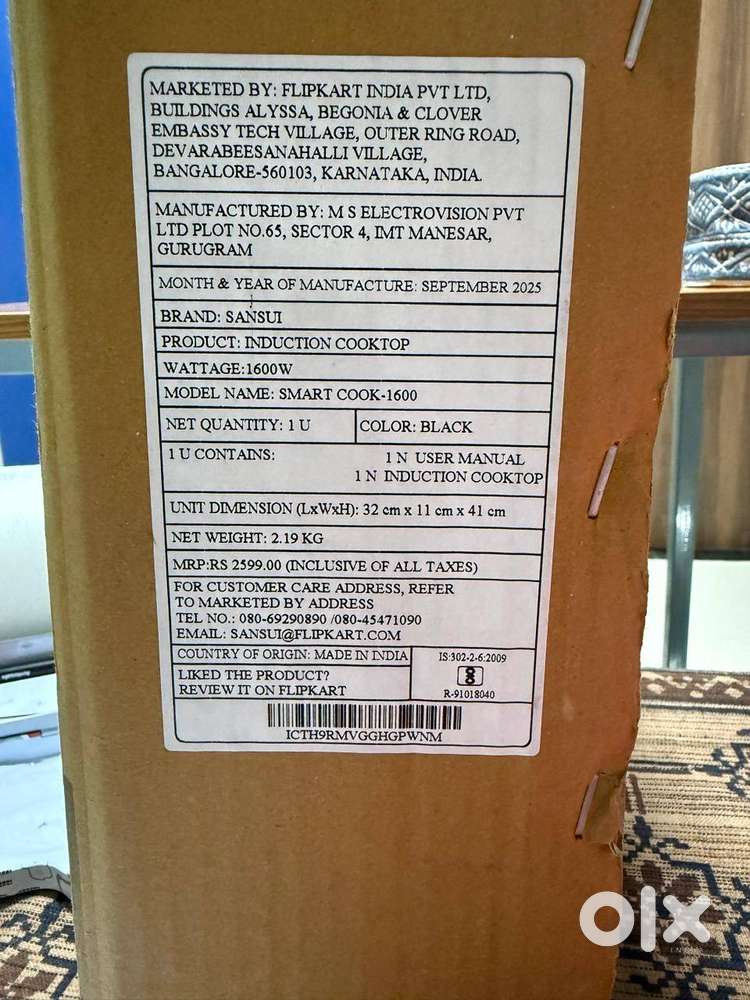 MARKETED BY: FLIPKART INDIA PVT LTD,
BUILDINGS ALYSSA, BEGONIA & CLOVER
EMBASSY TECH VILLAGE, OUTER RING ROAD,
DEVARABEESANAHALLI VILLAGE,
BANGALORE-560103, KARNATAKA, INDIA.
MANUFACTURED BY: M S ELECTROVISION PVT
LTD PLOT NO.65, SECTOR 4, IMT MANESAR,
GURUGRAM
MONTH & YEAR OF MANUFACTURE: SEPTEMBER 2025
BRAND: SANSUI
PRODUCT: INDUCTION COOKTOP
WATTAGE:1600W
MODEL NAME: SMART COOK-1600
NET QUANTITY: 1 U
COLOR: BLACK
1 U CONTAINS:
1 N USER MANUAL
1 N INDUCTION COOKTOP
UNIT DIMENSION (LxWxH): 32 cm x 11 cm x 41 cm
NET WEIGHT: 2.19 KG
MRP:RS 2599.00 (INCLUSIVE OF ALL TAXES)
FOR CUSTOMER CARE ADDRESS, REFER
TO MARKETED BY ADDRESS
TEL NO.: 080-69290890 /080-45471090
EMAIL: SANSUI@FLIPKART.COM
COUNTRY OF ORIGIN: MADE IN INDIA
LIKED THE PRODUCT?
REVIEW IT ON FLIPKART
IS:302-2-6:2009
R-91018040
ICTH9RMVGGHGPWNM
olx